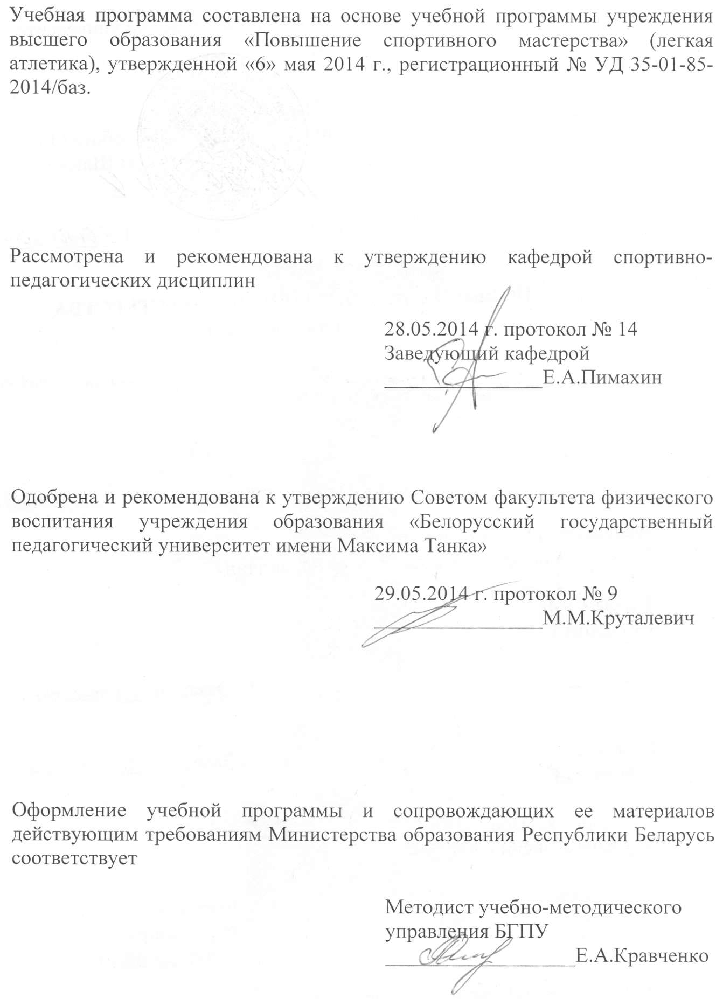 Учебная программа составлена на основе учебной программы учреждения
высшего образования «Повышение спортивного мастерства» (легкая
атлетика), утвержденной «6» мая 2014 г., регистрационный № УД 35-01-85-
2014/баз.
Рассмотрена и рекомендована к утверждению кафедрой спортивно-
педагогических дисциплин
28.05.2014 г. протокол № 14
Заведующий кафедрой
Е.А.Пимахин
Одобрена и рекомендована к утверждению Советом факультета физического
воспитания учреждения образования «Белорусский государственный
педагогический университет имени Максима Танка»
29.05.2014 г. протокол № 9
М.М.Круталевич
Оформление учебной программы и сопровождающих ее материалов
действующим требованиям Министерства образования Республики Беларусь
соответствует
Методист учебно-методического
управления БГПУ
Е.А.Кравченко